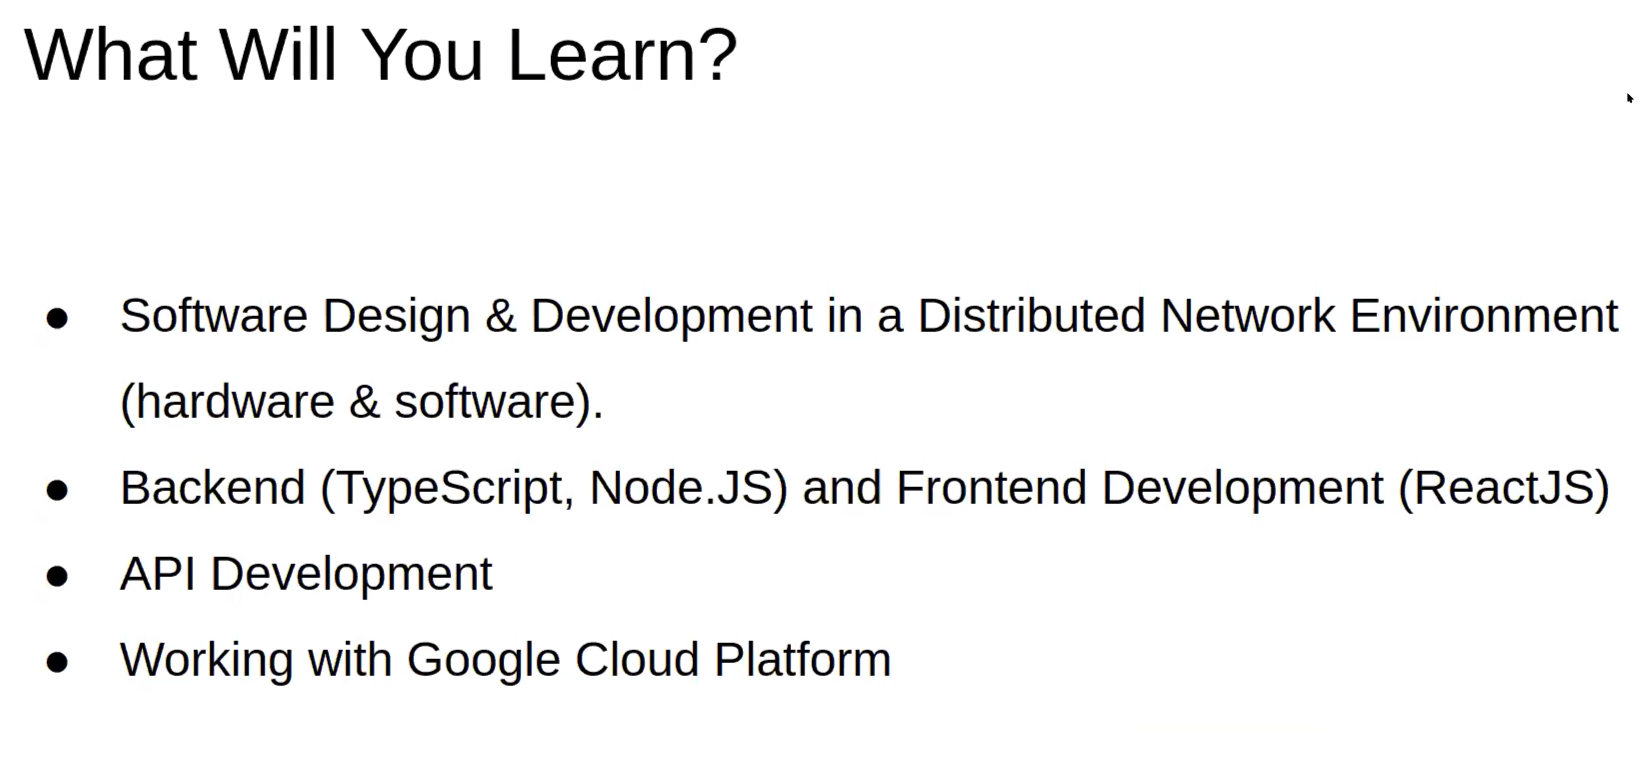 What Will You Learn?
● Software Design & Development in a Distributed Network Environment
(hardware & software).
● Backend (TypeScript, Node.JS) and Frontend Development (ReactJS)
● API Development
● Working with Google Cloud Platform